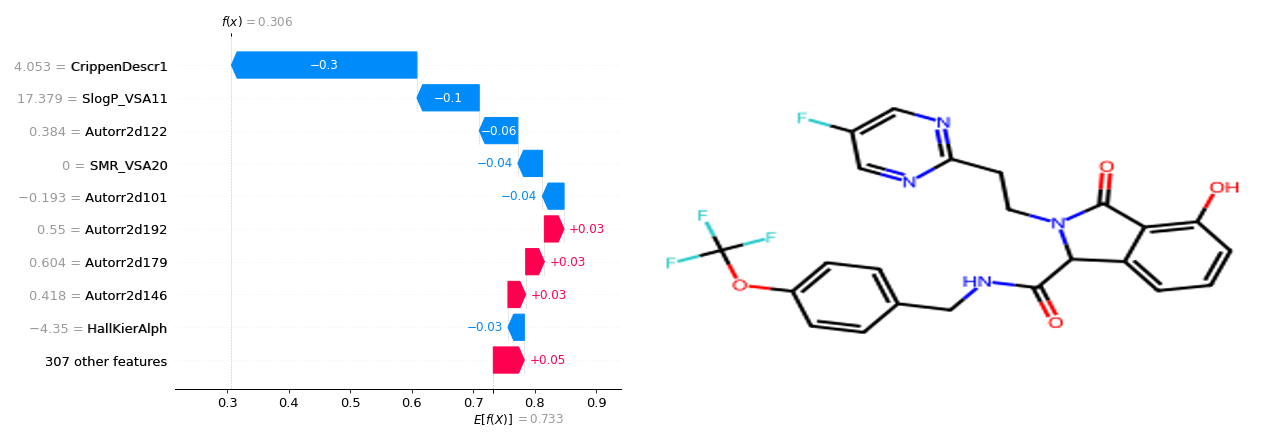 f(x) = 0.306
4.053 = CrippenDescr1
−0.3
17.379 = SlogP_VSA11
−0.1
0.384 = Autorr2d122
−0.06
0 = SMR_VSA20
−0.04
−0.193 = Autorr2d101
−0.04
0.55 = Autorr2d192
+0.03
0.604 = Autorr2d179
+0.03
0.418 = Autorr2d146
+0.03
−4.35 = HallKierAlph
−0.03
307 other features
+0.05
0.3 0.4 0.5 0.6 0.7 0.8 0.9
E[f(X)] = 0.733
F
N
N
O
OH
F
F
N
F
HN
O
O